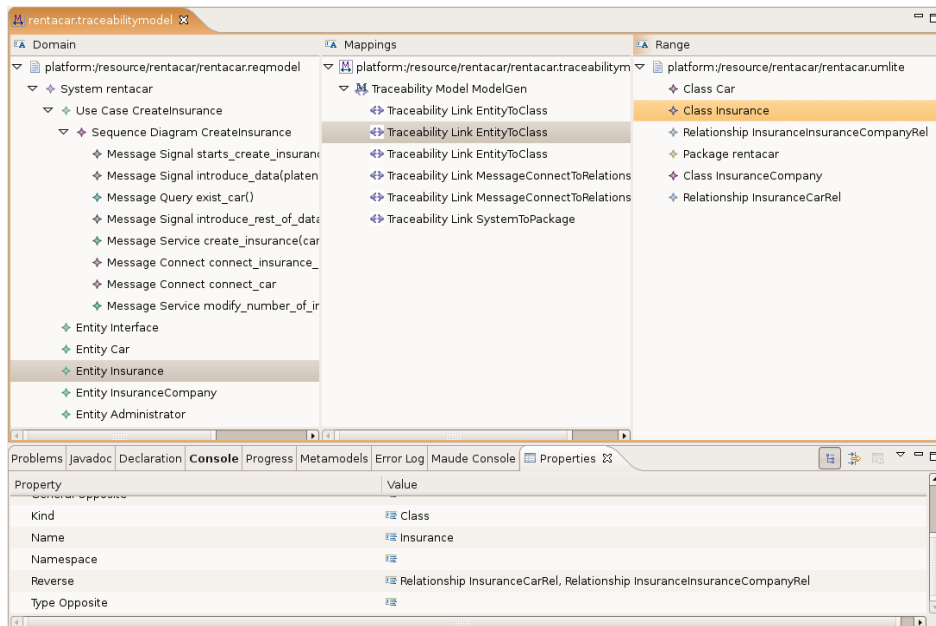 rentacar.traceabilitymodel
Domain
platform:/resource/rentacar/rentacar.reqmodel
System rentacar
Use Case CreateInsurance
Sequence Diagram CreateInsurance
Message Signal starts_create_insuran
Message Signal introduce_data(platen
Message Query exist_car()
Message Signal introduce_rest_of_data
Message Service create_insurance(car
Message Connect connect_insurance_
Message Connect connect_car
Message Service modify_number_of_in
Entity Interface
Entity Car
Entity Insurance
Entity InsuranceCompany
Entity Administrator
Mappings
platform:/resource/rentacar/rentacar.traceabilitym
Traceability Model ModelGen
Traceability Link EntityToClass
Traceability Link EntityToClass
Traceability Link EntityToClass
Traceability Link MessageConnectToRelations
Traceability Link MessageConnectToRelations
Traceability Link SystemToPackage
Range
platform:/resource/rentacar/rentacar.umlite
Class Car
Class Insurance
Relationship InsuranceInsuranceCompanyRel
Package rentacar
Class InsuranceCompany
Relationship InsuranceCarRel
Problems Javadoc Declaration Console Progress Metamodels Error Log Maude Console Properties
Property Value
General Opposite
Kind Class
Name Insurance
Namespace
Reverse Relationship InsuranceCarRel, Relationship InsuranceInsuranceCompanyRel
Type Opposite